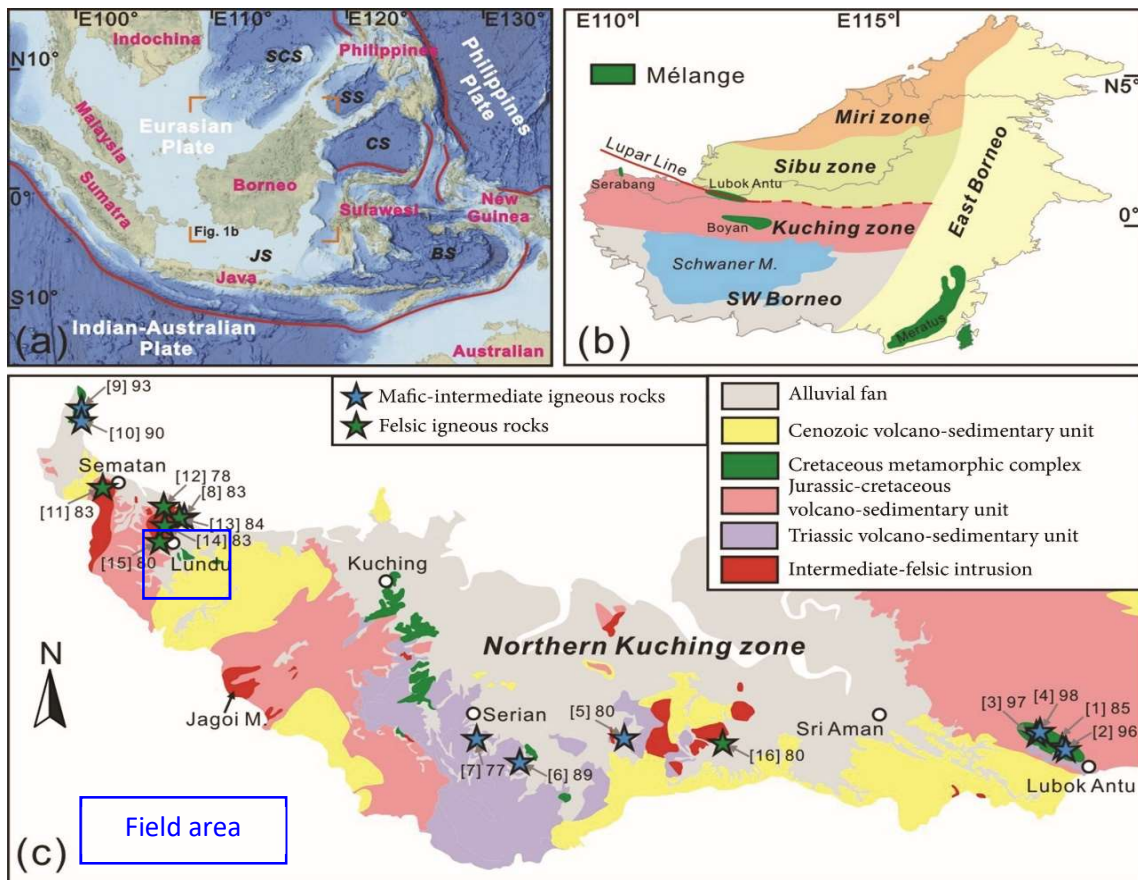 E100°
E110°
E120°
E130°
Indochina
SCS
Philippines
N10°
Philippines
Plate
SS
Malaysia
Eurasian
Plate
CS
Sumatra
Borneo
0°
Sulawesi
New
Guinea
Fig. 1b
JS
BS
Java
S10°
(a)
Indian-Australian
Plate
Australian
E110°
E115°
Mélange
N5°
Miri zone
Lupar Line
Sibu zone
Serabang
Lubok Antu
East Borneo
Boyan
Kuching zone
0°
Schwaner M.
SW Borneo
Meratus
(b)
[9] 93
[10] 90
Mafic-intermediate igneous rocks
Felsic igneous rocks
Alluvial fan
Cenozoic volcano-sedimentary unit
Cretaceous metamorphic complex
Jurassic-cretaceous
volcano-sedimentary unit
Triassic volcano-sedimentary unit
Intermediate-felsic intrusion
Sematan
[12] 78
[8] 83
[11] 83
[13] 84
[14] 83
[15] 80
Lundu
Kuching
N
Northern Kuching zone
Jagoi M.
Serian
[5] 80
Sri Aman
[3] 97
[4] 98
[1] 85
[2] 96
[7] 77
[6] 89
[16] 80
Lubok Antu
Field area
(c)